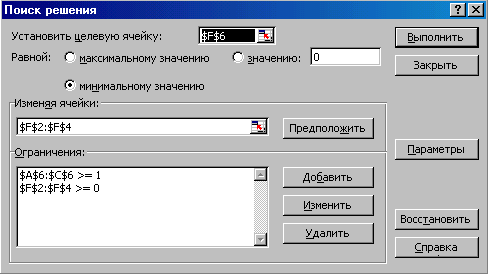 Поиск решения
Установить целевую ячейку: $F$6
Выполнить
Равной: максимальному значению значению: 0
Закрыть
минимальному значению
Изменяя ячейки:
$F$2:$F$4
Предположить
Ограничения:
Параметры
$A$6:$C$6 >= 1
$F$2:$F$4 >= 0
Добавить
Изменить
Удалить
Восстановить
Справка